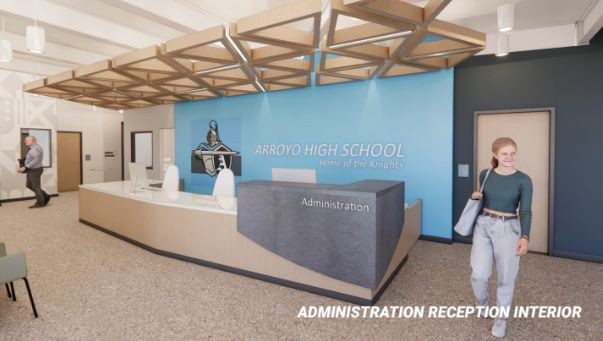 ARROYO HIGH SCHOOL
Home of the Knights
Administration
ADMINISTRATION RECEPTION INTERIOR